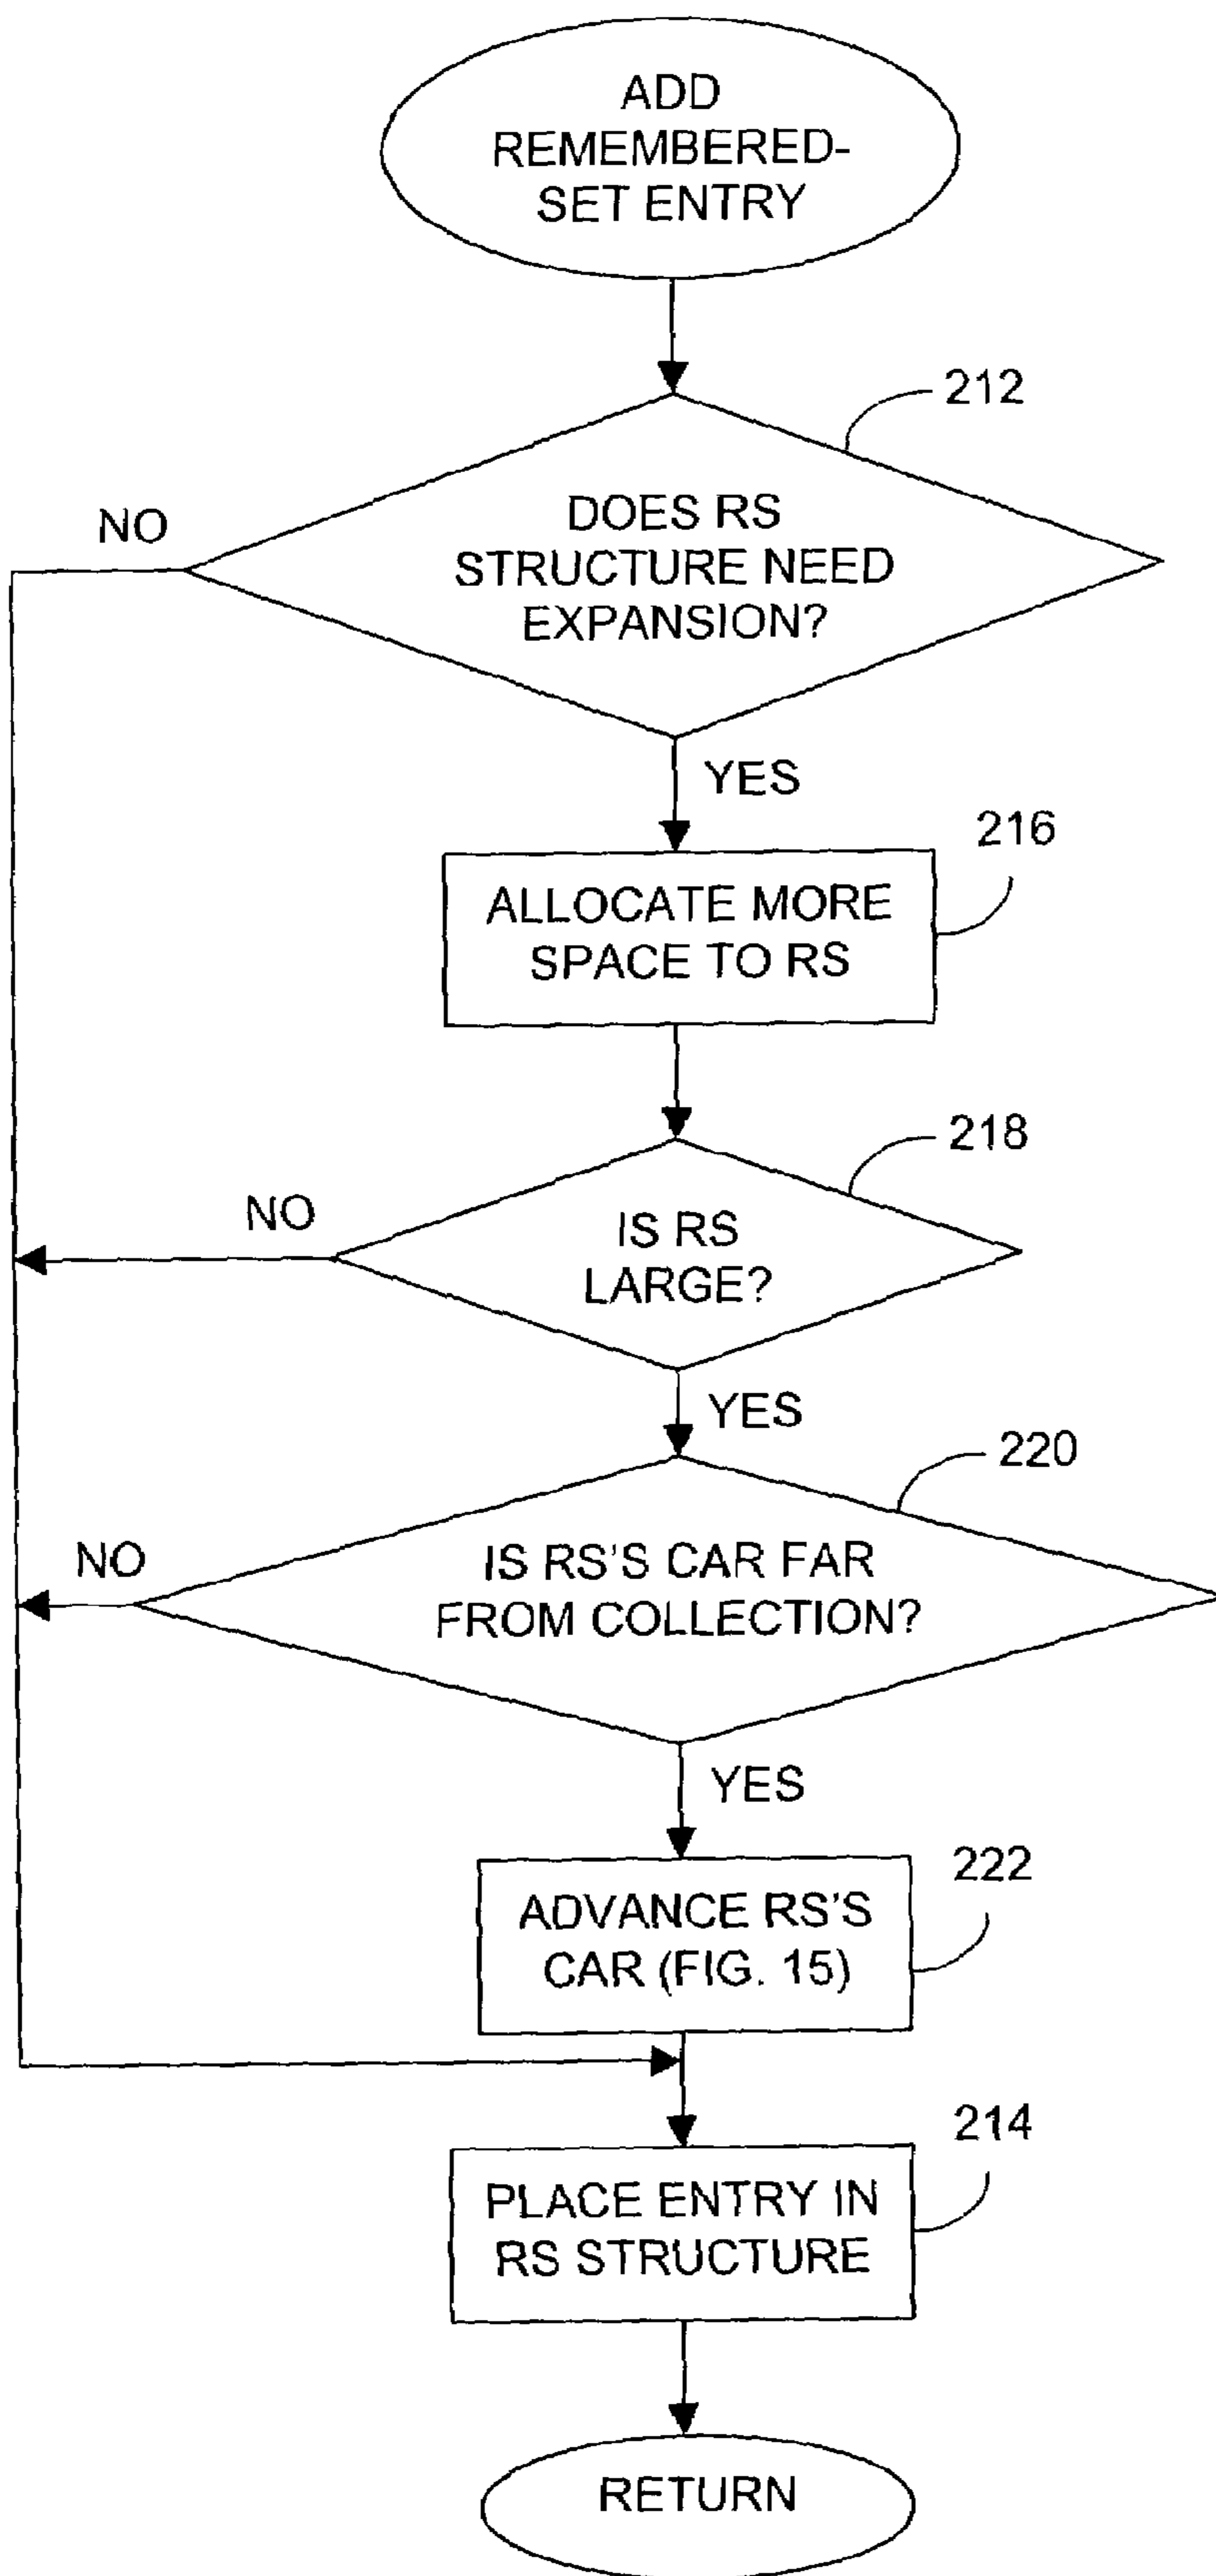 ADD
REMEMBERED-
SET ENTRY
212
NO
DOES RS
STRUCTURE NEED
EXPANSION?
YES
216
ALLOCATE MORE
SPACE TO RS
218
NO
IS RS
LARGE?
YES
220
NO
IS RS'S CAR FAR
FROM COLLECTION?
YES
222
ADVANCE RS'S
CAR (FIG. 15)
214
PLACE ENTRY IN
RS STRUCTURE
RETURN